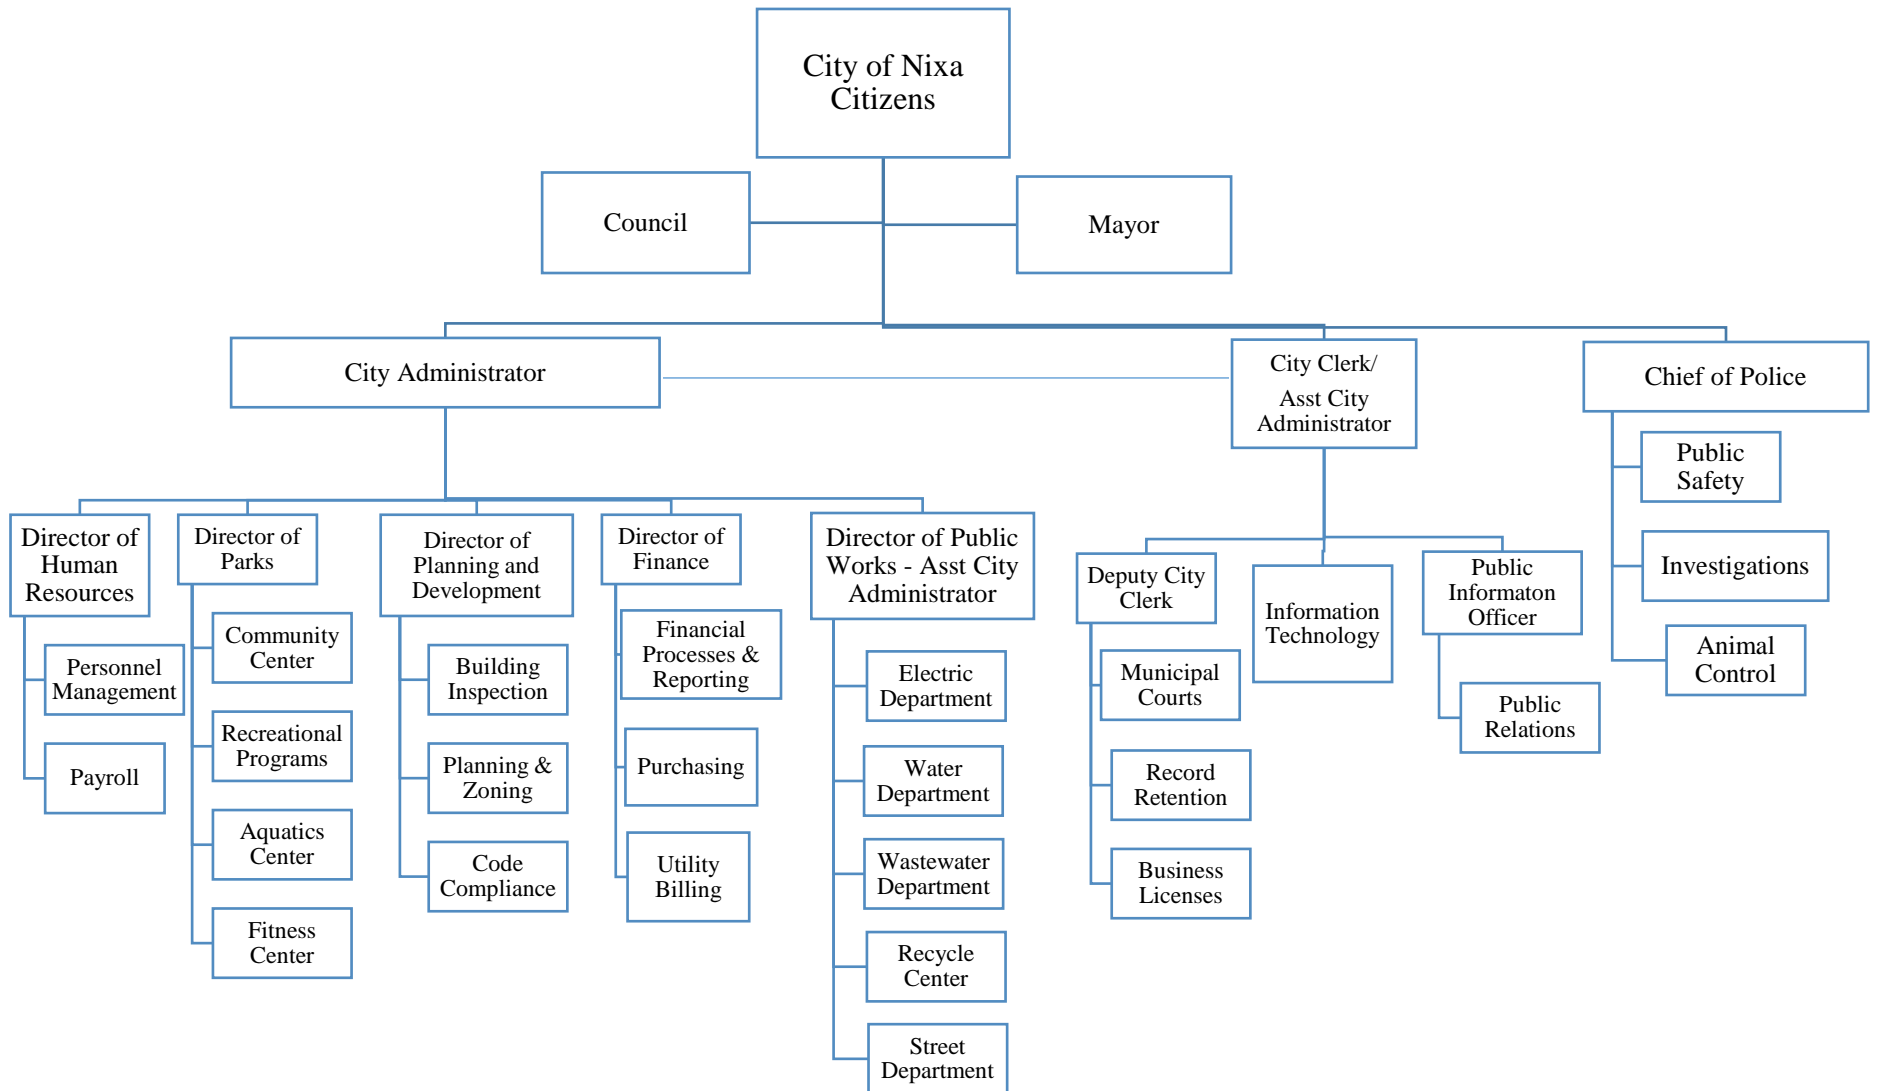 City of Nixa
Citizens
Council
Mayor
City Administrator
City Clerk/
Asst City
Administrator
Chief of Police
Public
Safety
Investigations
Animal
Control
Director of
Human
Resources
Personnel
Management
Payroll
Director of
Parks
Community
Center
Recreational
Programs
Aquatics
Center
Fitness
Center
Director of
Planning and
Development
Building
Inspection
Planning &
Zoning
Code
Compliance
Director of
Finance
Financial
Processes &
Reporting
Purchasing
Utility
Billing
Director of Public
Works - Asst City
Administrator
Electric
Department
Water
Department
Wastewater
Department
Recycle
Center
Street
Department
Deputy City
Clerk
Municipal
Courts
Record
Retention
Business
Licenses
Information
Technology
Public
Informaton
Officer
Public
Relations